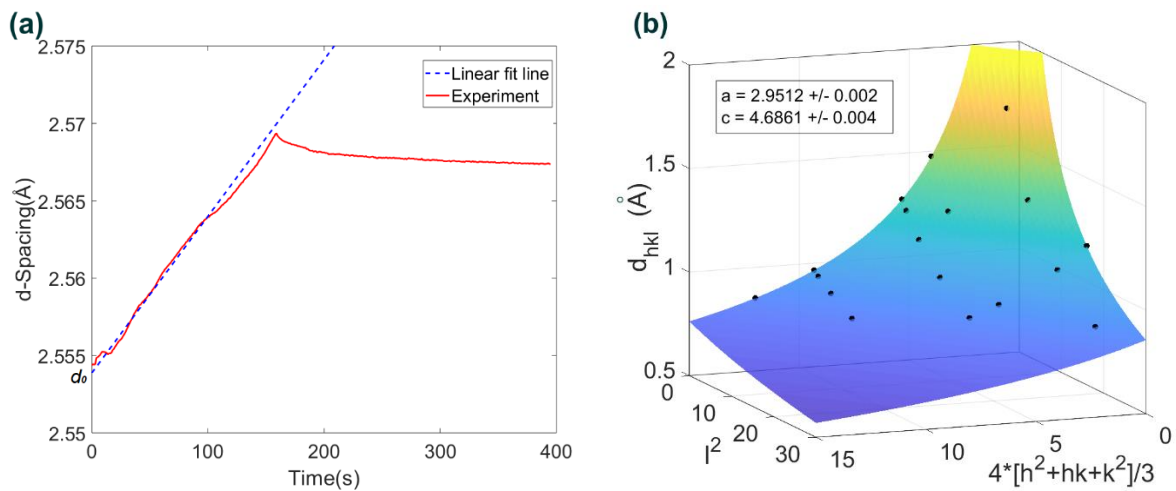 (a)
2.575
2.57
2.565
2.56
2.555
2.55
d₀
d-Spacing(Å)
0
100
200
300
400
Time(s)
Linear fit line
Experiment
(b)
2
1.5
1
0.5
d_hkl (Å)
a = 2.9512 +/- 0.002
c = 4.6861 +/- 0.004
0
10
20
30
l²
15
10
5
0
4*[h²+hk+k²]/3